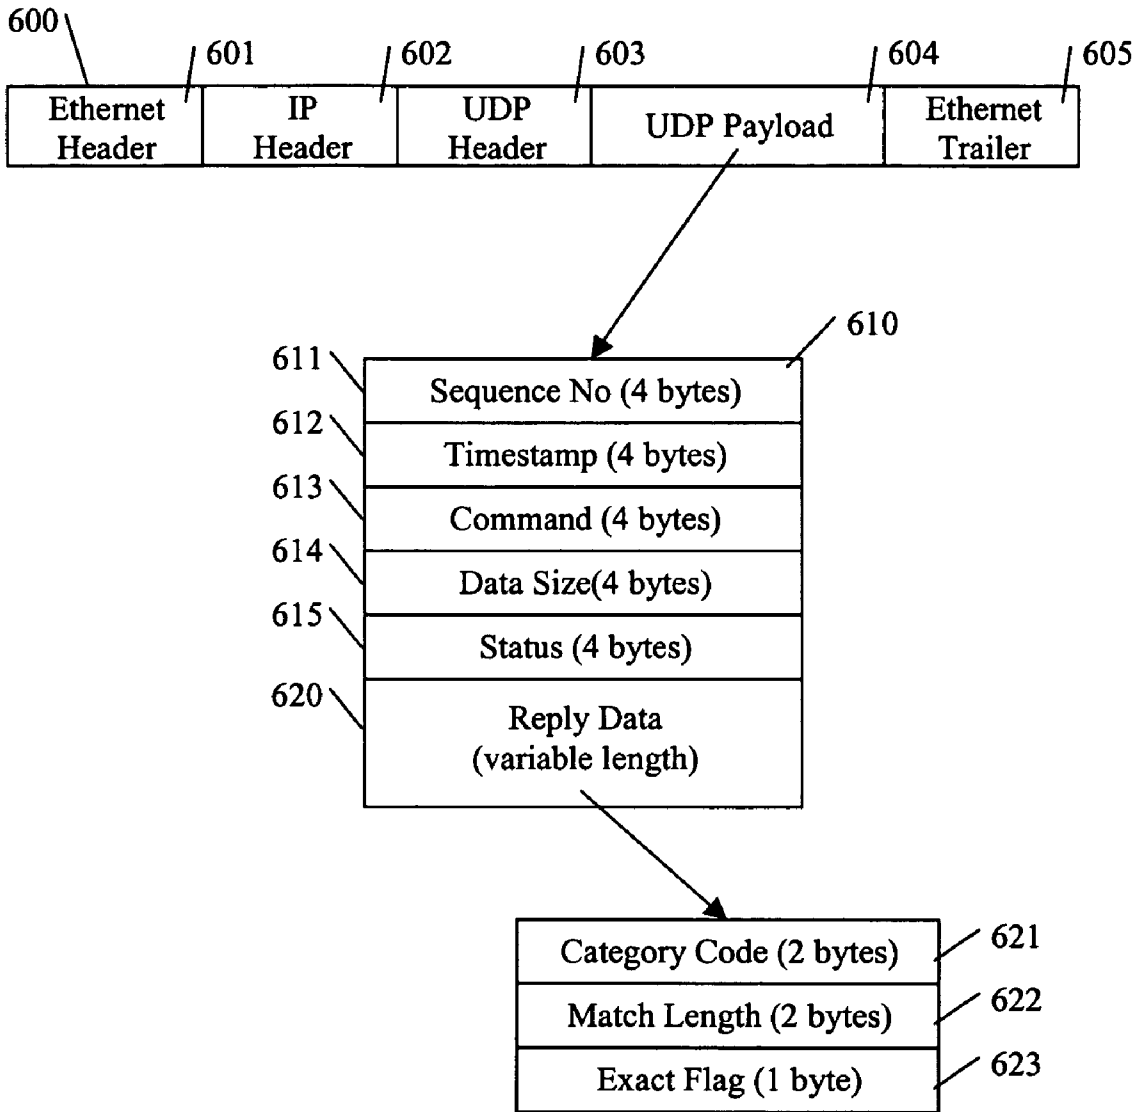 600
601
602
603
604
605
Ethernet
Header
IP
Header
UDP
Header
UDP Payload
Ethernet
Trailer
610
611
Sequence No (4 bytes)
612
Timestamp (4 bytes)
613
Command (4 bytes)
614
Data Size(4 bytes)
615
Status (4 bytes)
620
Reply Data
(variable length)
Category Code (2 bytes)
621
Match Length (2 bytes)
622
Exact Flag (1 byte)
623